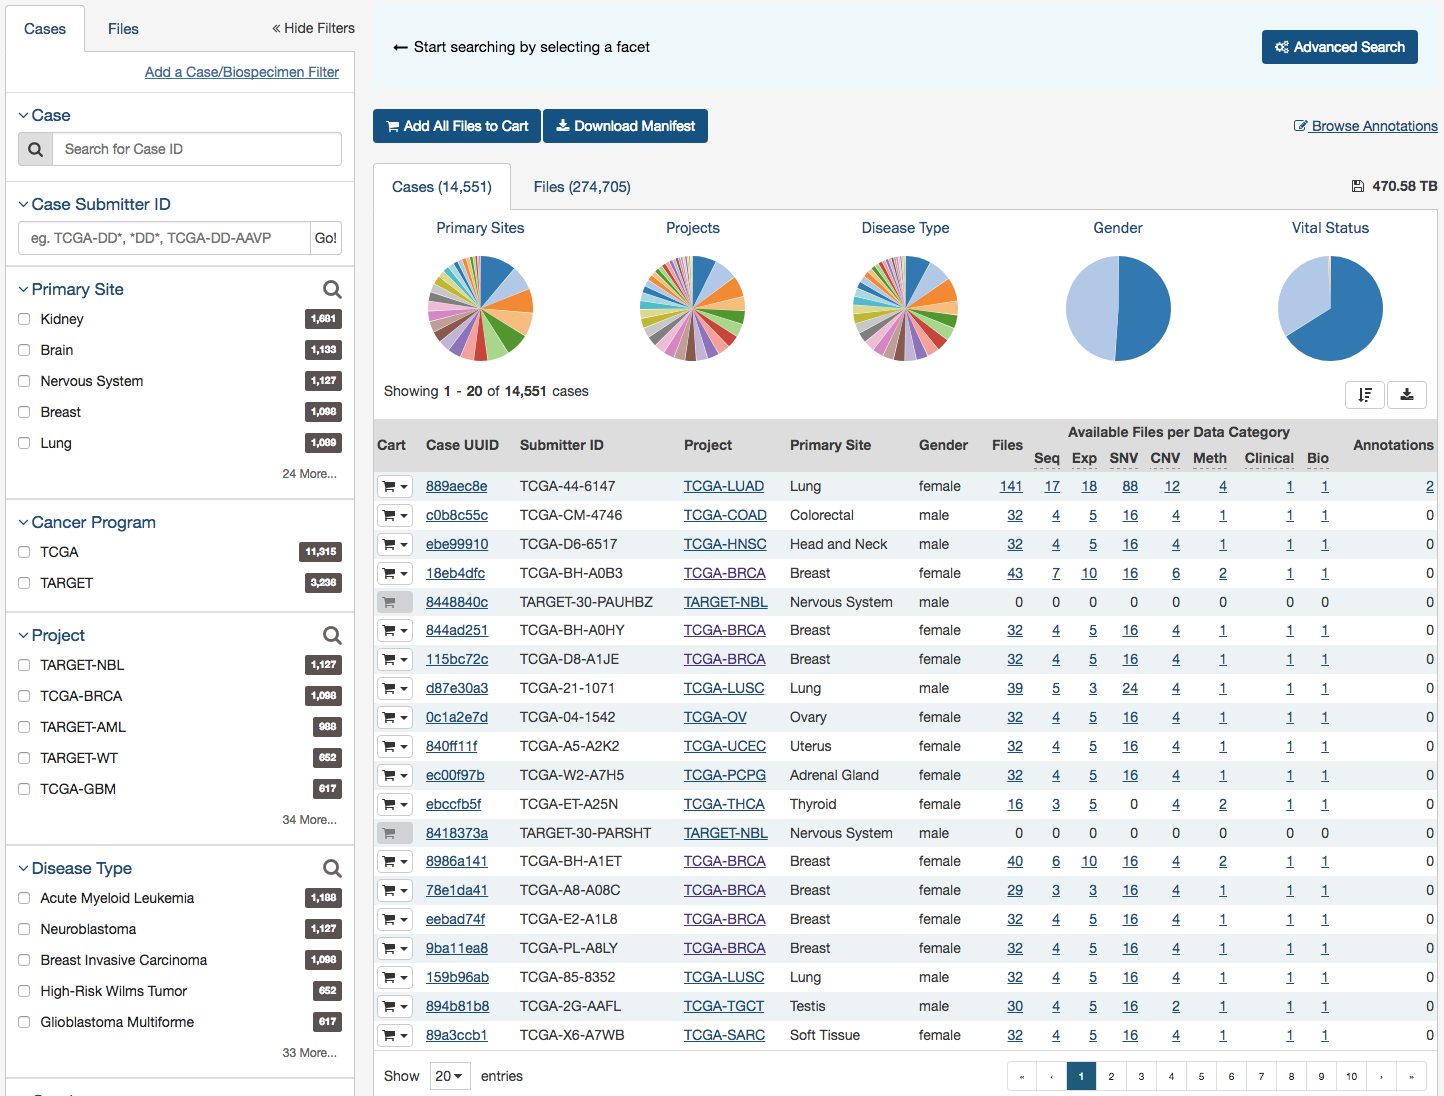 Cases Files « Hide Filters
Add a Case/Biospecimen Filter
Case
Search for Case ID
Case Submitter ID
eg. TCGA-DD*, *DD*, TCGA-DD-AAVP Go!
Primary Site
Kidney 1,681
Brain 1,133
Nervous System 1,127
Breast 1,098
Lung 1,089
24 More...
Cancer Program
TCGA 11,315
TARGET 3,236
Project
TARGET-NBL 1,127
TCGA-BRCA 1,098
TARGET-AML 988
TARGET-WT 652
TCGA-GBM 617
34 More...
Disease Type
Acute Myeloid Leukemia 1,188
Neuroblastoma 1,127
Breast Invasive Carcinoma 1,098
High-Risk Wilms Tumor 652
Glioblastoma Multiforme 617
33 More...
← Start searching by selecting a facet Advanced Search
Add All Files to Cart Download Manifest Browse Annotations
Cases (14,551) Files (274,705) 470.58 TB
Primary Sites Projects Disease Type Gender Vital Status
Showing 1 - 20 of 14,551 cases
Available Files per Data Category
Cart Case UUID Submitter ID Project Primary Site Gender Files Seq Exp SNV CNV Meth Clinical Bio Annotations
889aec8e TCGA-44-6147 TCGA-LUAD Lung female 141 17 18 88 12 4 1 1 2
c0b8c55c TCGA-CM-4746 TCGA-COAD Colorectal male 32 4 5 16 4 1 1 1 0
ebe99910 TCGA-D6-6517 TCGA-HNSC Head and Neck male 32 4 5 16 4 1 1 1 0
18eb4dfc TCGA-BH-A0B3 TCGA-BRCA Breast female 43 7 10 16 6 2 1 1 0
8448840c TARGET-30-PAUHBZ TARGET-NBL Nervous System male 0 0 0 0 0 0 0 0 0
844ad251 TCGA-BH-A0HY TCGA-BRCA Breast female 32 4 5 16 4 1 1 1 0
115bc72c TCGA-D8-A1JE TCGA-BRCA Breast female 32 4 5 16 4 1 1 1 0
d87e30a3 TCGA-21-1071 TCGA-LUSC Lung male 39 5 3 24 4 1 1 1 0
0c1a2e7d TCGA-04-1542 TCGA-OV Ovary female 32 4 5 16 4 1 1 1 0
840ff11f TCGA-A5-A2K2 TCGA-UCEC Uterus female 32 4 5 16 4 1 1 1 0
ec00f97b TCGA-W2-A7H5 TCGA-PCPG Adrenal Gland female 32 4 5 16 4 1 1 1 0
ebccfb5f TCGA-ET-A25N TCGA-THCA Thyroid female 16 3 5 0 4 2 1 1 0
8418373a TARGET-30-PARSHT TARGET-NBL Nervous System male 0 0 0 0 0 0 0 0 0
8986a141 TCGA-BH-A1ET TCGA-BRCA Breast female 40 6 10 16 4 2 1 1 0
78e1da41 TCGA-A8-A08C TCGA-BRCA Breast female 29 3 3 16 4 1 1 1 0
eebad74f TCGA-E2-A1L8 TCGA-BRCA Breast female 32 4 5 16 4 1 1 1 0
9ba11ea8 TCGA-PL-A8LY TCGA-BRCA Breast female 32 4 5 16 4 1 1 1 0
159b96ab TCGA-85-8352 TCGA-LUSC Lung male 32 4 5 16 4 1 1 1 0
894b81b8 TCGA-2G-AAFL TCGA-TGCT Testis male 30 4 5 16 2 1 1 1 0
89a3ccb1 TCGA-X6-A7WB TCGA-SARC Soft Tissue female 32 4 5 16 4 1 1 1 0
Show 20 entries « ‹ 1 2 3 4 5 6 7 8 9 10 › »